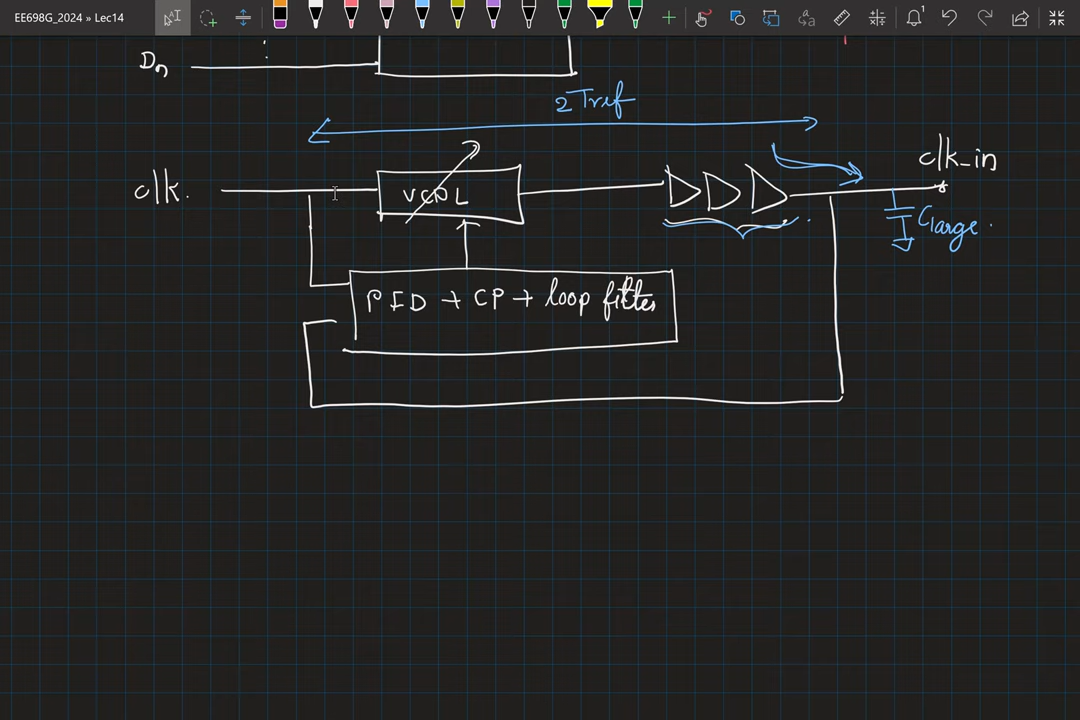 EE698G_2024 » Lec14
Dn
2Tref
clk_in
clk.
VCDL
Clarge.
PFD + CP + loop filter